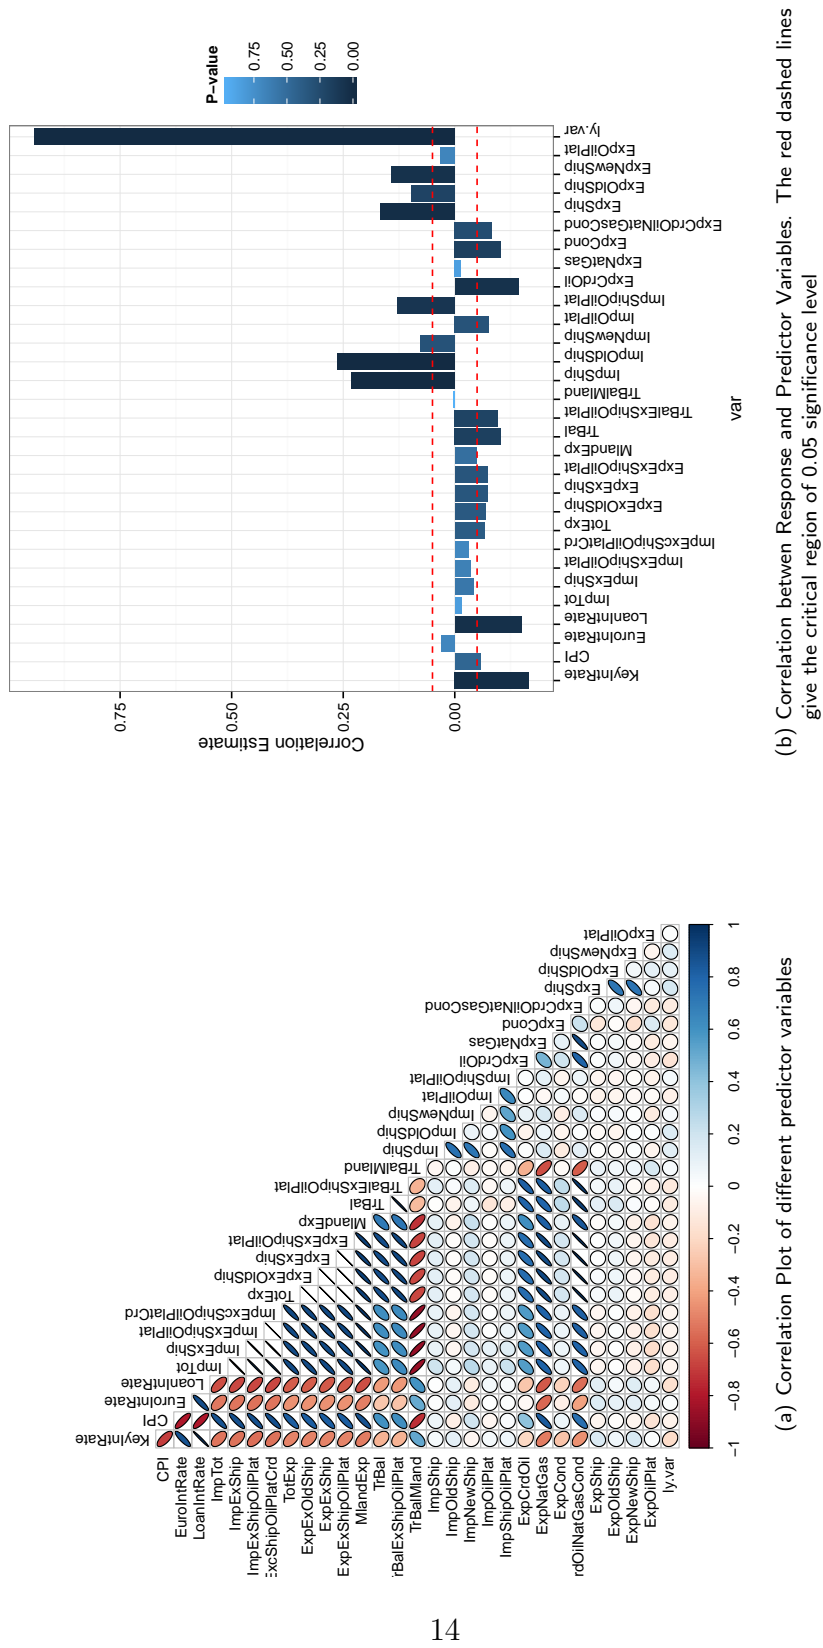 P−value
0.75
0.50
0.25
0.00
0.75
0.50
0.25
0.00
Correlation Estimate
KeyIntRate
CPI
EuroIntRate
LoanIntRate
ImpTot
ImpExShip
ImpExShipOilPlat
ImpExcShipOilPlatCrd
TotExp
ExpExOldShip
ExpExShip
ExpExShipOilPlat
MlandExp
TrBal
TrBalExShipOilPlat
TrBalMland
ImpShip
ImpOldShip
ImpNewShip
ImpOilPlat
ImpShipOilPlat
ExpCrdOil
ExpNatGas
ExpCond
ExpCrdOilNatGasCond
ExpShip
ExpOldShip
ExpNewShip
ExpOilPlat
ly.var
var
(b) Correlation betwen Response and Predictor Variables. The red dashed lines
give the critical region of 0.05 significance level
KeyIntRate
CPI
EuroIntRate
LoanIntRate
ImpTot
ImpExShip
ImpExShipOilPlat
ImpExcShipOilPlatCrd
TotExp
ExpExOldShip
ExpExShip
ExpExShipOilPlat
MlandExp
TrBal
TrBalExShipOilPlat
TrBalMland
ImpShip
ImpOldShip
ImpNewShip
ImpOilPlat
ImpShipOilPlat
ExpCrdOil
ExpNatGas
ExpCond
ExpCrdOilNatGasCond
ExpShip
ExpOldShip
ExpNewShip
ExpOilPlat
CPI
EuroIntRate
LoanIntRate
ImpTot
ImpExShip
ImpExShipOilPlat
ExcShipOilPlatCrd
TotExp
ExpExOldShip
ExpExShip
ExpExShipOilPlat
MlandExp
TrBal
rBalExShipOilPlat
TrBalMland
ImpShip
ImpOldShip
ImpNewShip
ImpOilPlat
ImpShipOilPlat
ExpCrdOil
ExpNatGas
ExpCond
rdOilNatGasCond
ExpShip
ExpOldShip
ExpNewShip
ExpOilPlat
ly.var
−1
−0.8
−0.6
−0.4
−0.2
0
0.2
0.4
0.6
0.8
1
(a) Correlation Plot of different predictor variables
14